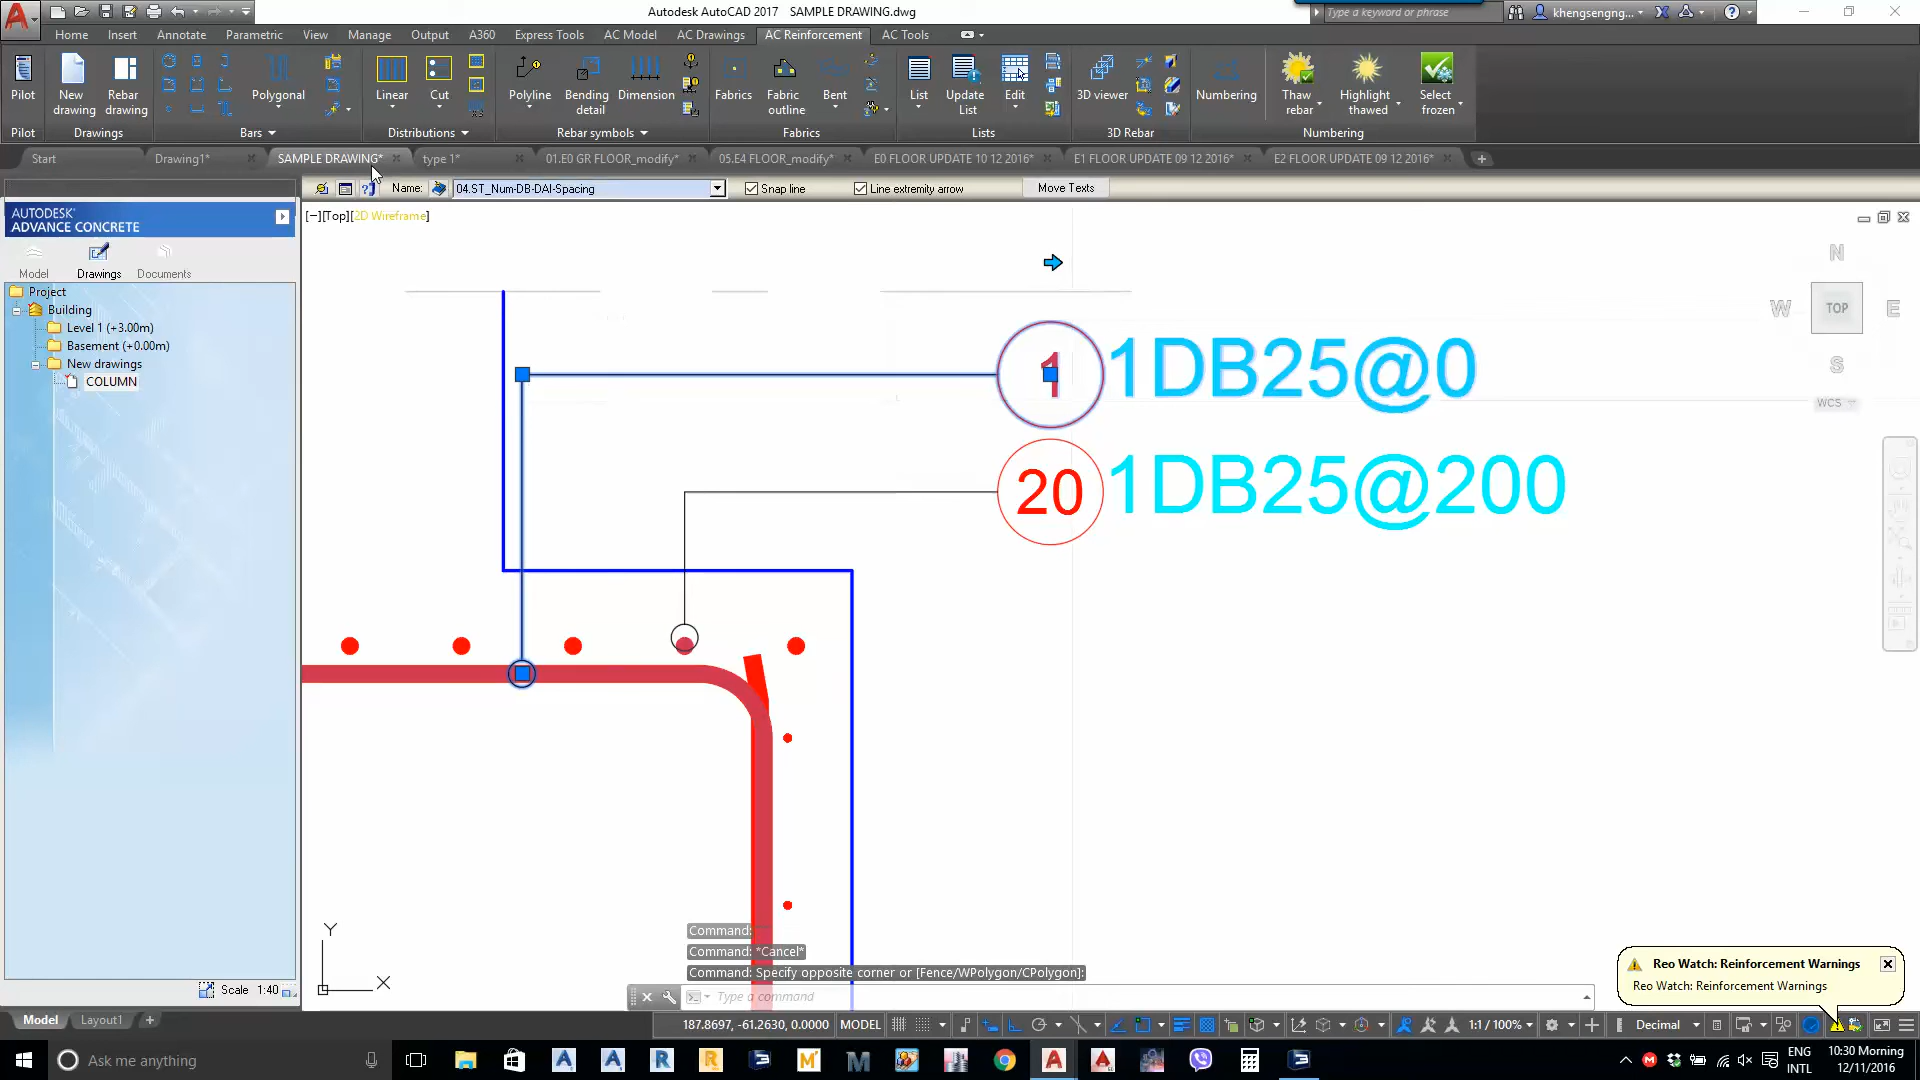 Autodesk AutoCAD 2017 SAMPLE DRAWING.dwg
Type a keyword or phrase
khengsengng...
Home Insert Annotate Parametric View Manage Output A360 Express Tools AC Model AC Drawings AC Reinforcement AC Tools
Pilot New drawing Rebar drawing Polygonal Linear Cut Polyline Bending detail Dimension Fabrics Fabric outline Bent List Update List Edit 3D viewer Numbering Thaw rebar Highlight thawed Select frozen
Pilot Drawings Bars Distributions Rebar symbols Fabrics Lists 3D Rebar Numbering
Start Drawing1* SAMPLE DRAWING* type 1* 01.E0 GR FLOOR_modify* 05.E4 FLOOR_modify* E0 FLOOR UPDATE 10 12 2016* E1 FLOOR UPDATE 09 12 2016* E2 FLOOR UPDATE 09 12 2016*
Name: 04.ST_Num-DB-DAI-Spacing Snap line Line extremity arrow Move Texts
AUTODESK®
ADVANCE CONCRETE
Model Drawings Documents
Project
Building
Level 1 (+3.00m)
Basement (+0.00m)
New drawings
COLUMN
Scale 1:40
[−][Top][2D Wireframe]
N
W TOP E
S
WCS
1 1DB25@0
20 1DB25@200
Y
X
Command:
Command: *Cancel*
Command: Specify opposite corner or [Fence/WPolygon/CPolygon]:
Type a command
Reo Watch: Reinforcement Warnings
Reo Watch: Reinforcement Warnings
Model Layout1
187.8697, -61.2630, 0.0000 MODEL 1:1 / 100% Decimal
Ask me anything
ENG
INTL
10:30 Morning
12/11/2016